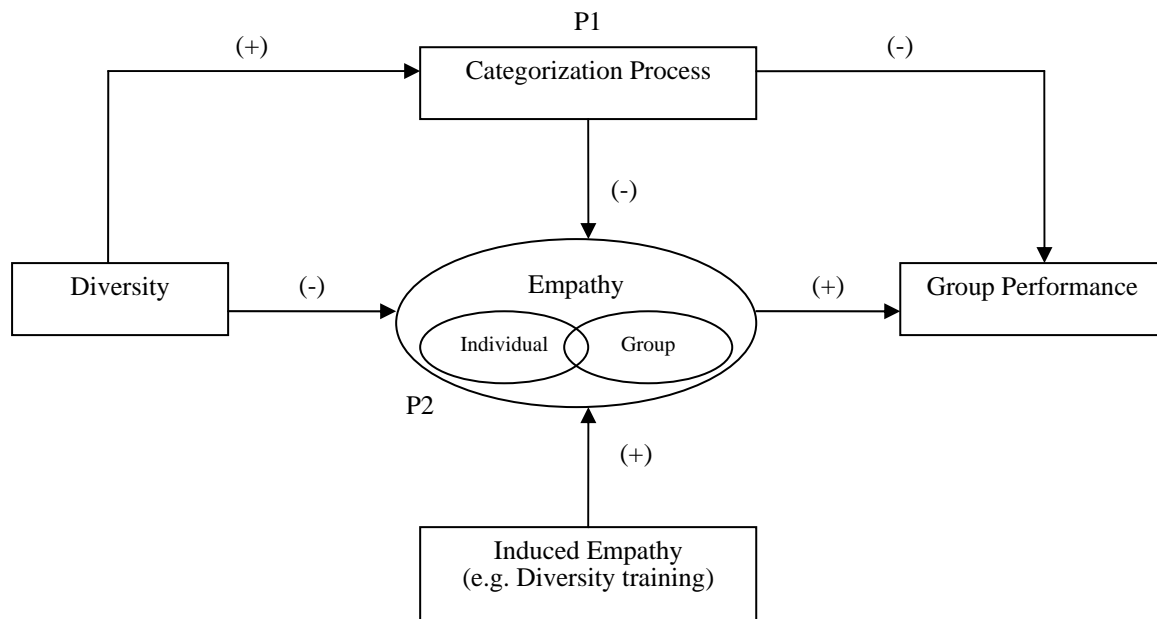 P1
(+)
(-)
Categorization Process
(-)
Diversity
(-)
Empathy
(+)
Group Performance
Individual
Group
P2
(+)
Induced Empathy
(e.g. Diversity training)